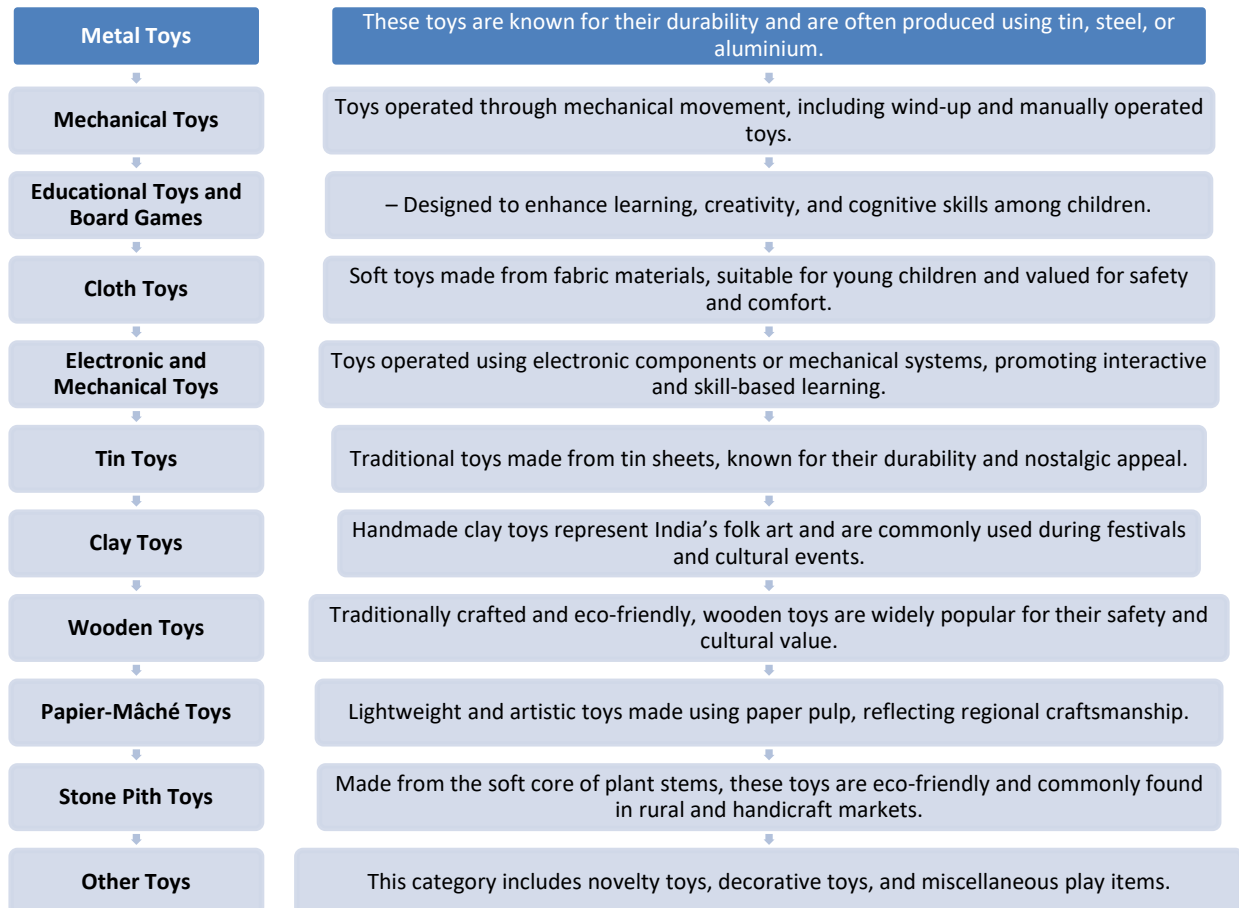 Metal Toys
These toys are known for their durability and are often produced using tin, steel, or
aluminium.
Mechanical Toys
Toys operated through mechanical movement, including wind-up and manually operated
toys.
Educational Toys and
Board Games
– Designed to enhance learning, creativity, and cognitive skills among children.
Cloth Toys
Soft toys made from fabric materials, suitable for young children and valued for safety
and comfort.
Electronic and
Mechanical Toys
Toys operated using electronic components or mechanical systems, promoting interactive
and skill-based learning.
Tin Toys
Traditional toys made from tin sheets, known for their durability and nostalgic appeal.
Clay Toys
Handmade clay toys represent India’s folk art and are commonly used during festivals
and cultural events.
Wooden Toys
Traditionally crafted and eco-friendly, wooden toys are widely popular for their safety and
cultural value.
Papier-Mâché Toys
Lightweight and artistic toys made using paper pulp, reflecting regional craftsmanship.
Stone Pith Toys
Made from the soft core of plant stems, these toys are eco-friendly and commonly found
in rural and handicraft markets.
Other Toys
This category includes novelty toys, decorative toys, and miscellaneous play items.